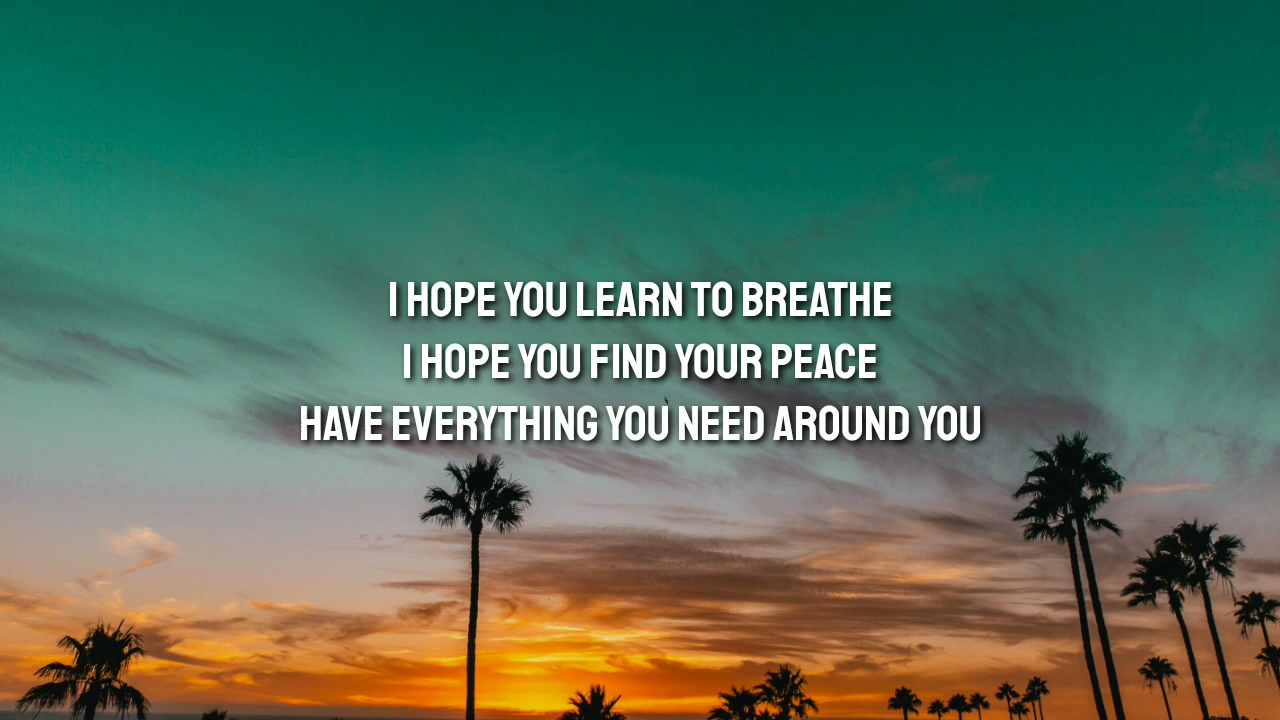 I HOPE YOU LEARN TO BREATHE
I HOPE YOU FIND YOUR PEACE
HAVE EVERYTHING YOU NEED AROUND YOU